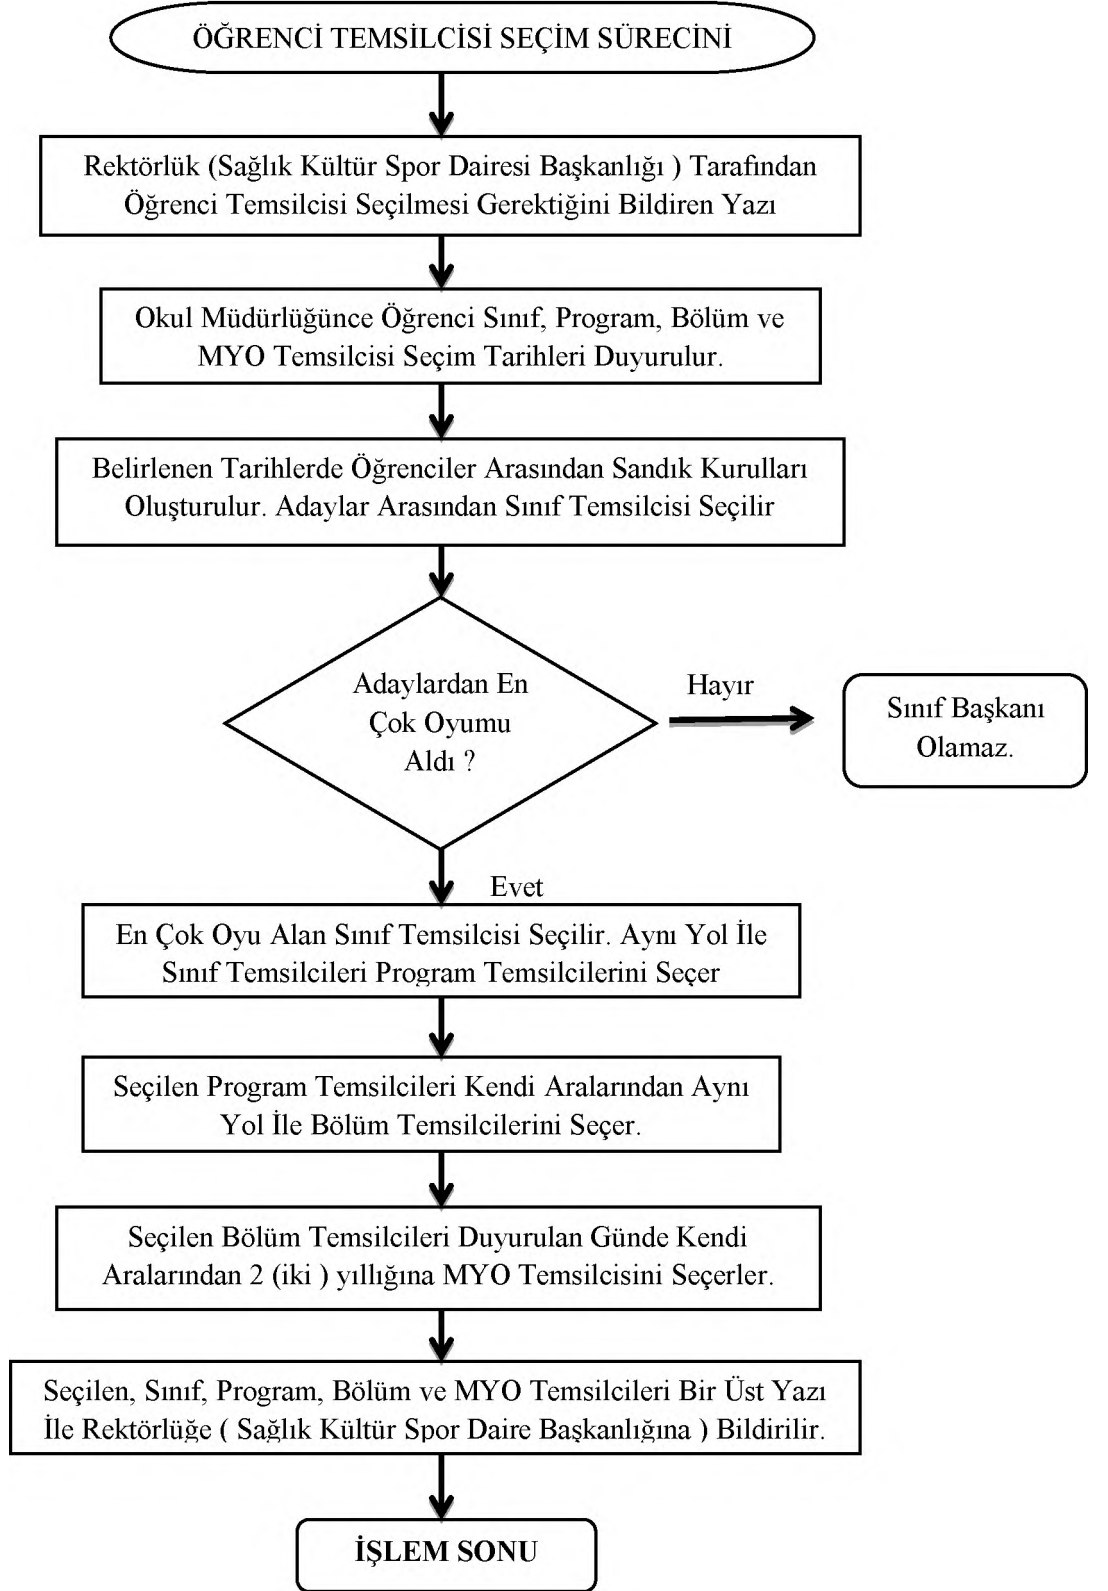 ÖĞRENCİ TEMSİLCİSİ SEÇİM SÜRECİNİ
Rektörlük (Sağlık Kültür Spor Dairesi Başkanlığı ) Tarafından
Öğrenci Temsilcisi Seçilmesi Gerektiğini Bildiren Yazı
Okul Müdürlüğünce Öğrenci Sınıf, Program, Bölüm ve
MYO Temsilcisi Seçim Tarihleri Duyurulur.
Belirlenen Tarihlerde Öğrenciler Arasından Sandık Kurulları
Oluşturulur. Adaylar Arasından Sınıf Temsilcisi Seçilir
Adaylardan En
Çok Oyumu
Aldı ?
Hayır
Sınıf Başkanı
Olamaz.
Evet
En Çok Oyu Alan Sınıf Temsilcisi Seçilir. Aynı Yol İle
Sınıf Temsilcileri Program Temsilcilerini Seçer
Seçilen Program Temsilcileri Kendi Aralarından Aynı
Yol İle Bölüm Temsilcilerini Seçer.
Seçilen Bölüm Temsilcileri Duyurulan Günde Kendi
Aralarından 2 (iki ) yıllığına MYO Temsilcisini Seçerler.
Seçilen, Sınıf, Program, Bölüm ve MYO Temsilcileri Bir Üst Yazı
İle Rektörlüğe ( Sağlık Kültür Spor Daire Başkanlığına ) Bildirilir.
İŞLEM SONU